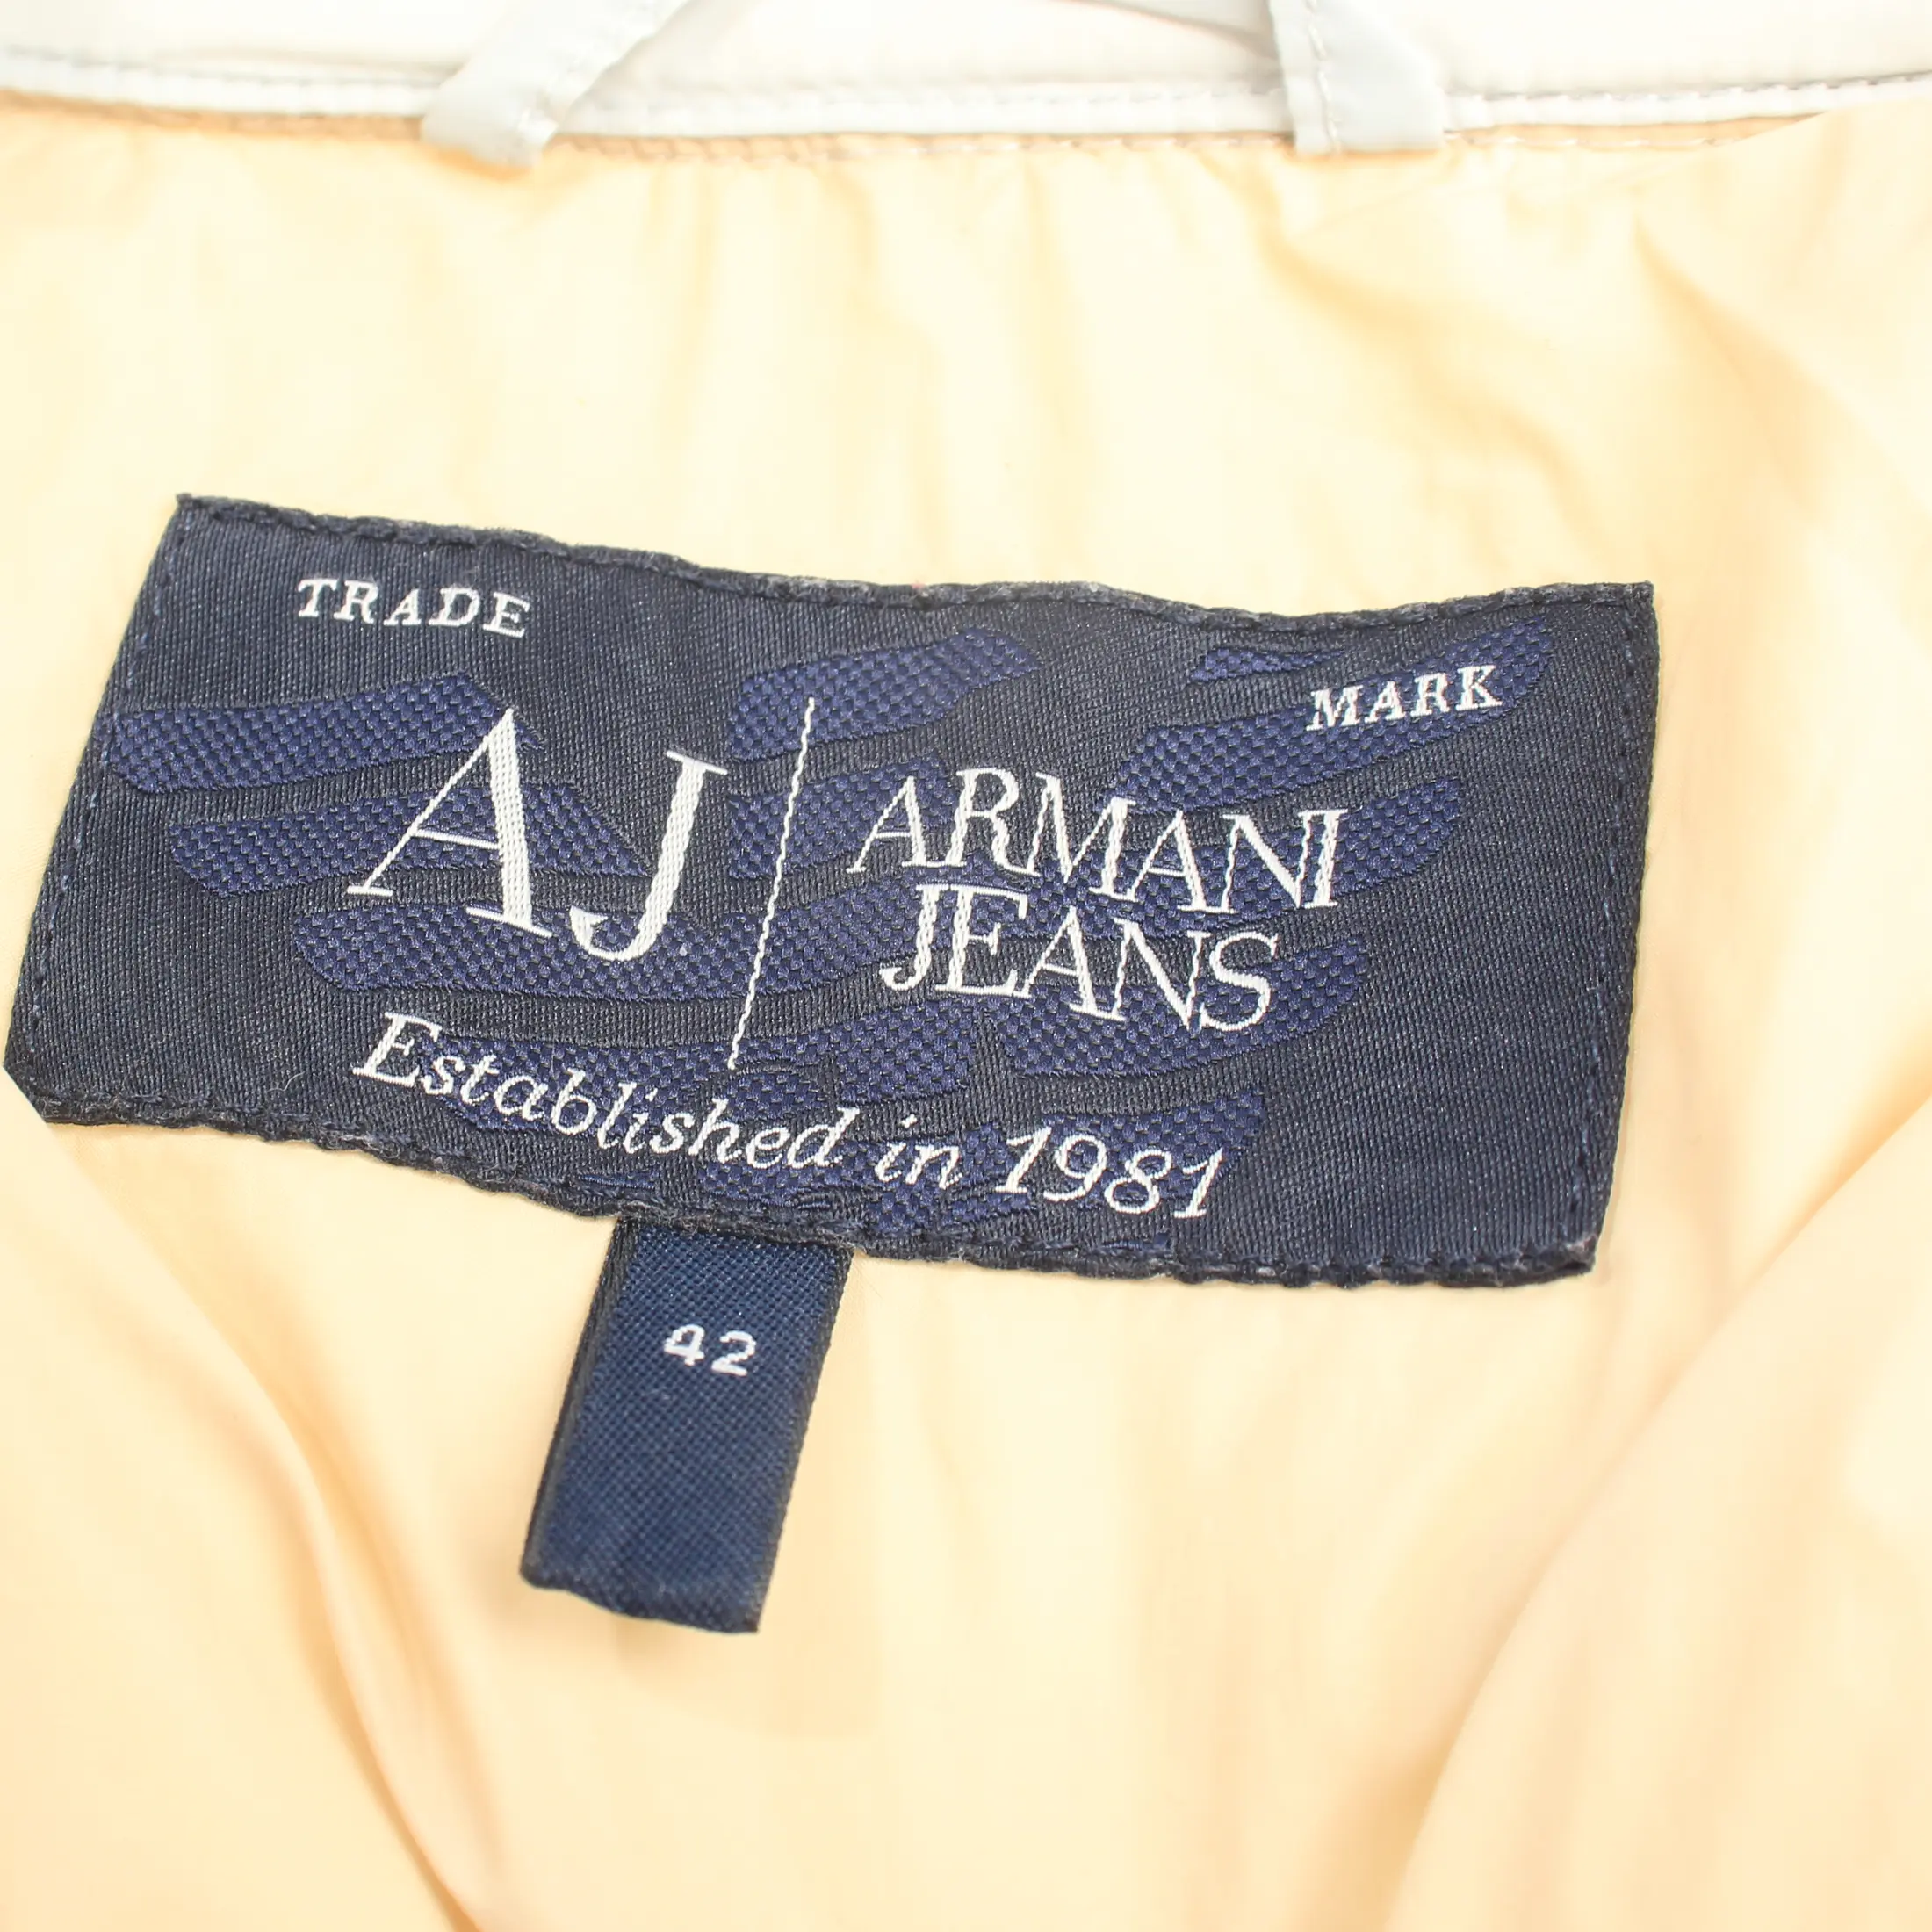 TRADE
MARK
AJ
ARMANI
JEANS
Established in 1981
42